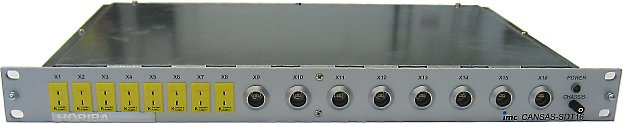 X1 X2 X3 X4 X5 X6 X7 X8 X9 X10 X11 X12 X13 X14 X15 X16 POWER
CHASSIS
HORIBA
imc CANSAS-SDT16